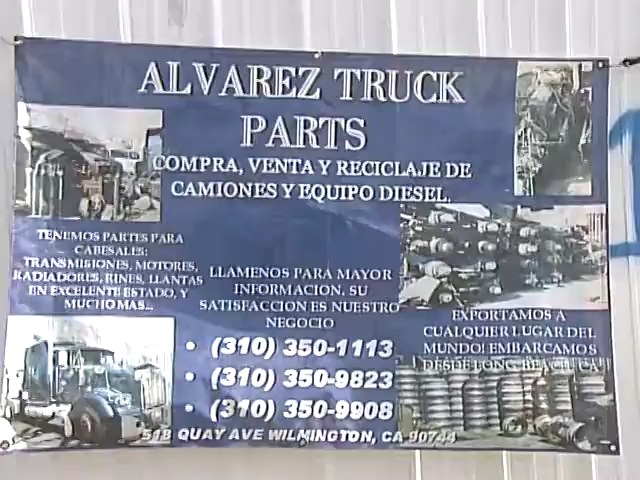 ALVAREZ TRUCK
PARTS
COMPRA, VENTA Y RECICLAJE DE
CAMIONES Y EQUIPO DIESEL.
TENEMOS PARTES PARA
CABESALES:
TRANSMISIONES, MOTORES,
RADIADORES, RINES, LLANTAS
EN EXCELENTE ESTADO, Y
MUCHO MAS...
LLAMENOS PARA MAYOR
INFORMACION, SU
SATISFACCION ES NUESTRO
NEGOCIO
• (310) 350-1113
• (310) 350-9823
• (310) 350-9908
EXPORTAMOS A
CUALQUIER LUGAR DEL
MUNDO! EMBARCAMOS
DESDE LONG BEACH, CA!
518 QUAY AVE WILMINGTON, CA 90744